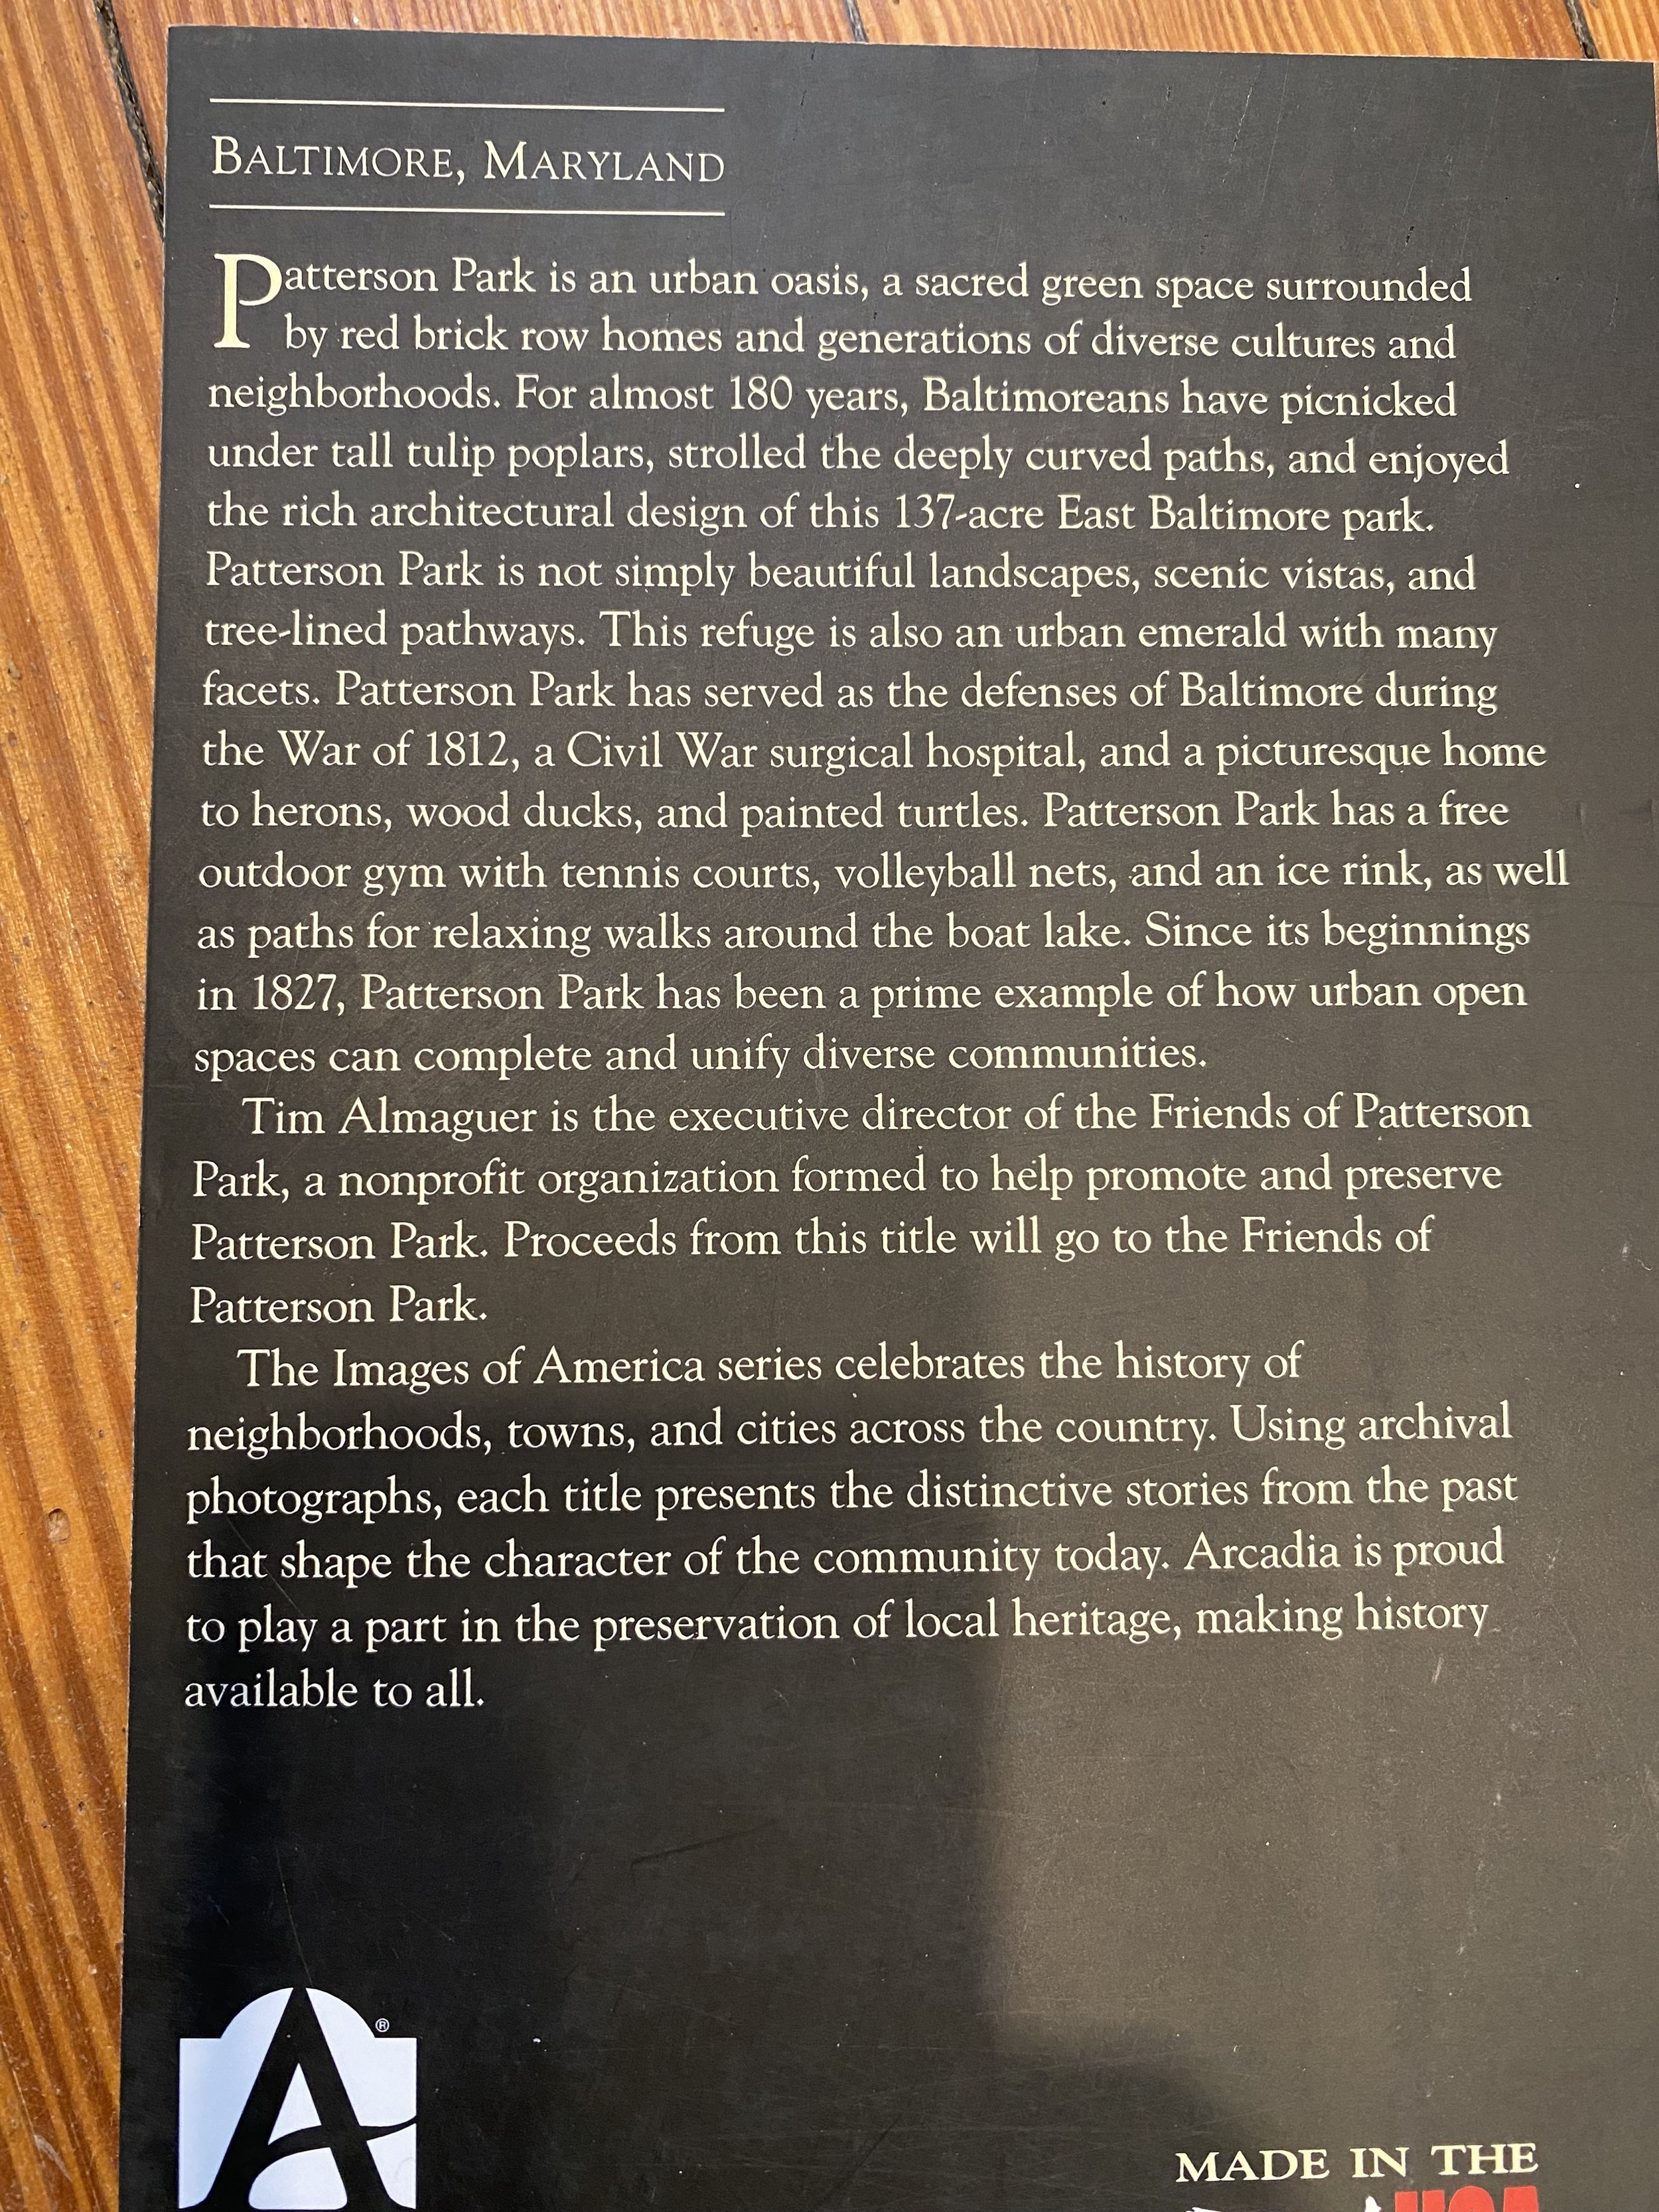 BALTIMORE, MARYLAND
Patterson Park is an urban oasis, a sacred green space surrounded
by red brick row homes and generations of diverse cultures and
neighborhoods. For almost 180 years, Baltimoreans have picnicked
under tall tulip poplars, strolled the deeply curved paths, and enjoyed
the rich architectural design of this 137-acre East Baltimore park.
Patterson Park is not simply beautiful landscapes, scenic vistas, and
tree-lined pathways. This refuge is also an urban emerald with many
facets. Patterson Park has served as the defenses of Baltimore during
the War of 1812, a Civil War surgical hospital, and a picturesque home
to herons, wood ducks, and painted turtles. Patterson Park has a free
outdoor gym with tennis courts, volleyball nets, and an ice rink, as well
as paths for relaxing walks around the boat lake. Since its beginnings
in 1827, Patterson Park has been a prime example of how urban open
spaces can complete and unify diverse communities.
Tim Almaguer is the executive director of the Friends of Patterson
Park, a nonprofit organization formed to help promote and preserve
Patterson Park. Proceeds from this title will go to the Friends of
Patterson Park.
The Images of America series celebrates the history of
neighborhoods, towns, and cities across the country. Using archival
photographs, each title presents the distinctive stories from the past
that shape the character of the community today. Arcadia is proud
to play a part in the preservation of local heritage, making history
available to all.
A®
MADE IN THE
USA